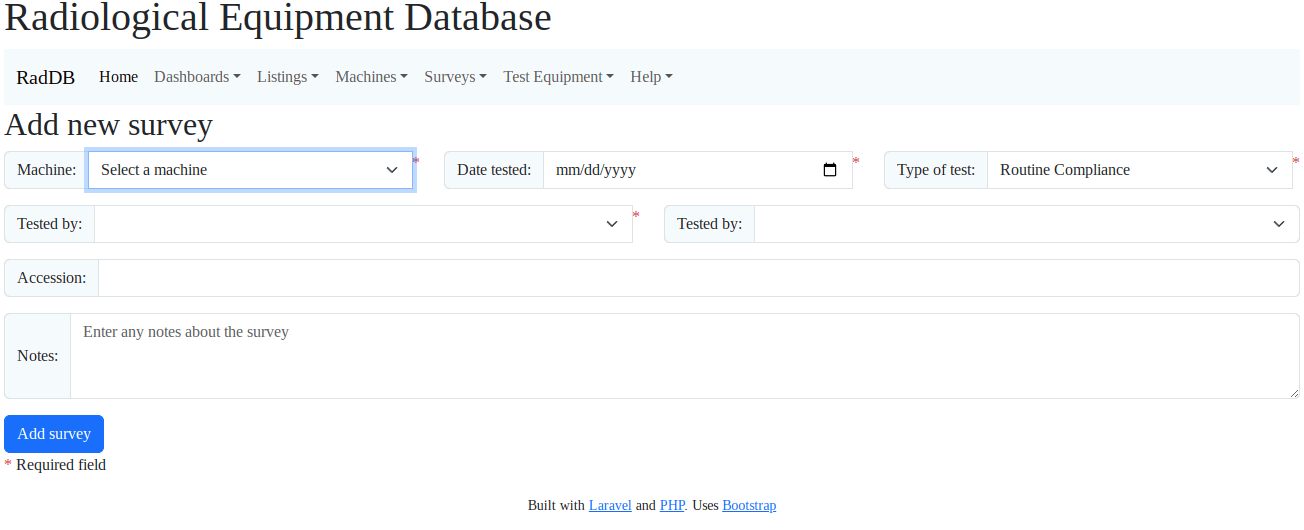 Radiological Equipment Database
RadDB Home Dashboards Listings Machines Surveys Test Equipment Help
Add new survey
Machine: Select a machine * Date tested: mm/dd/yyyy * Type of test: Routine Compliance *
Tested by: * Tested by:
Accession:
Notes: Enter any notes about the survey
Add survey
* Required field
Built with Laravel and PHP. Uses Bootstrap